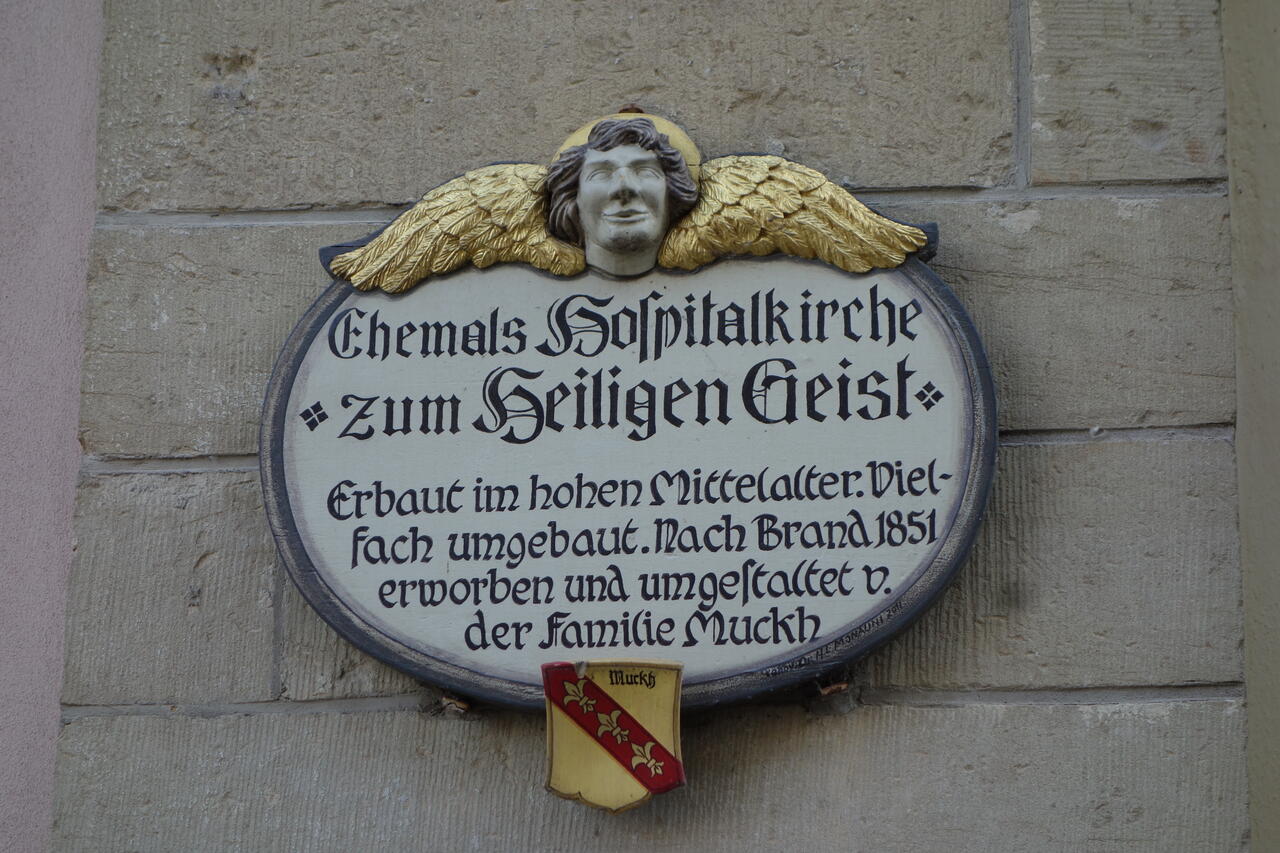 Ehemals Hoſpitalkirche
zum Heiligen Geist
Erbaut im hohen Mittelalter. Viel-
fach umgebaut. Nach Brand 1851
erworben und umgeſtaltet v.
der Familie Muckh
Muckh